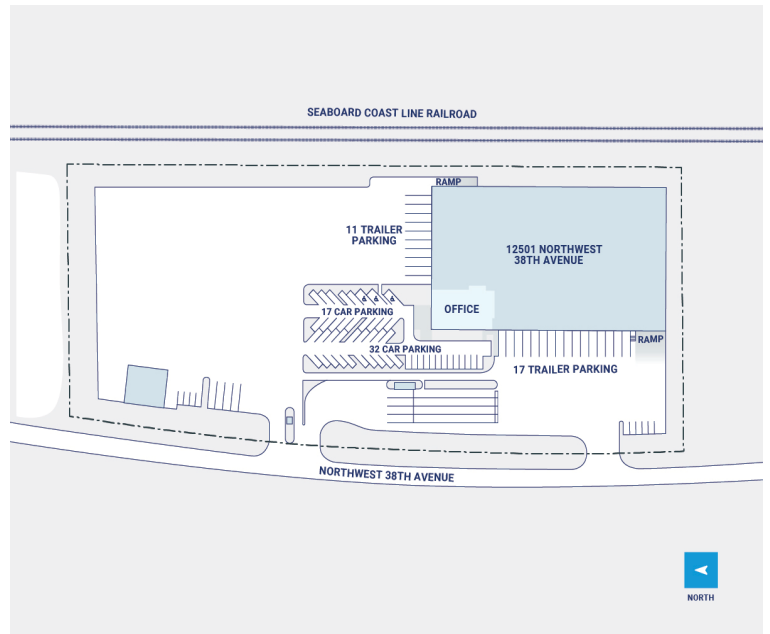 SEABOARD COAST LINE RAILROAD
RAMP
11 TRAILER
PARKING
12501 NORTHWEST
38TH AVENUE
17 CAR PARKING
OFFICE
32 CAR PARKING
RAMP
17 TRAILER PARKING
NORTHWEST 38TH AVENUE
NORTH